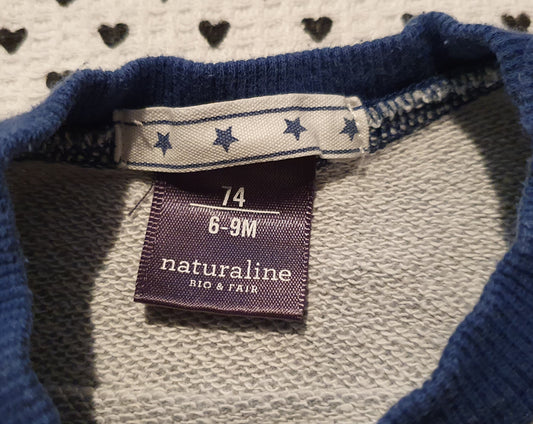 74
6-9M
naturaline
BIO & FAIR